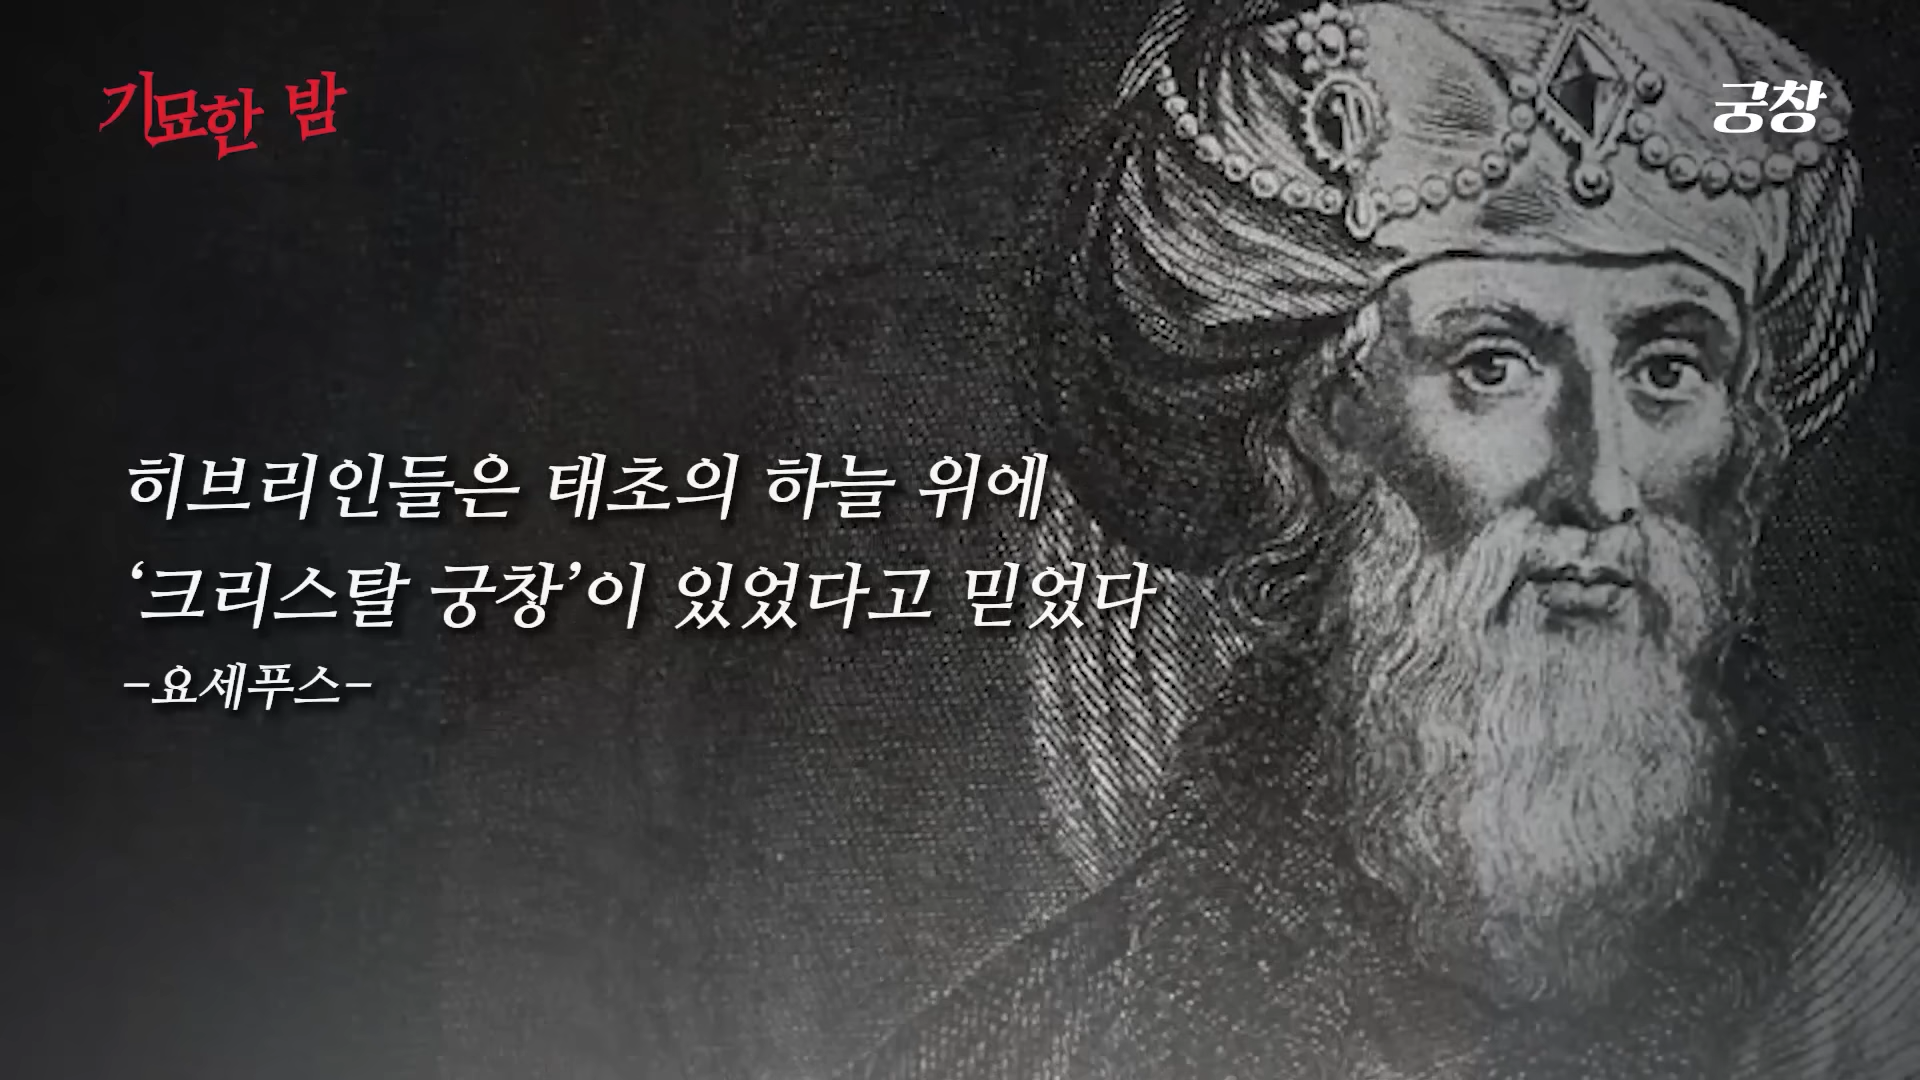 기묘한 밤
궁창
히브리인들은 태초의 하늘 위에
‘크리스탈 궁창’이 있었다고 믿었다
-요세푸스-